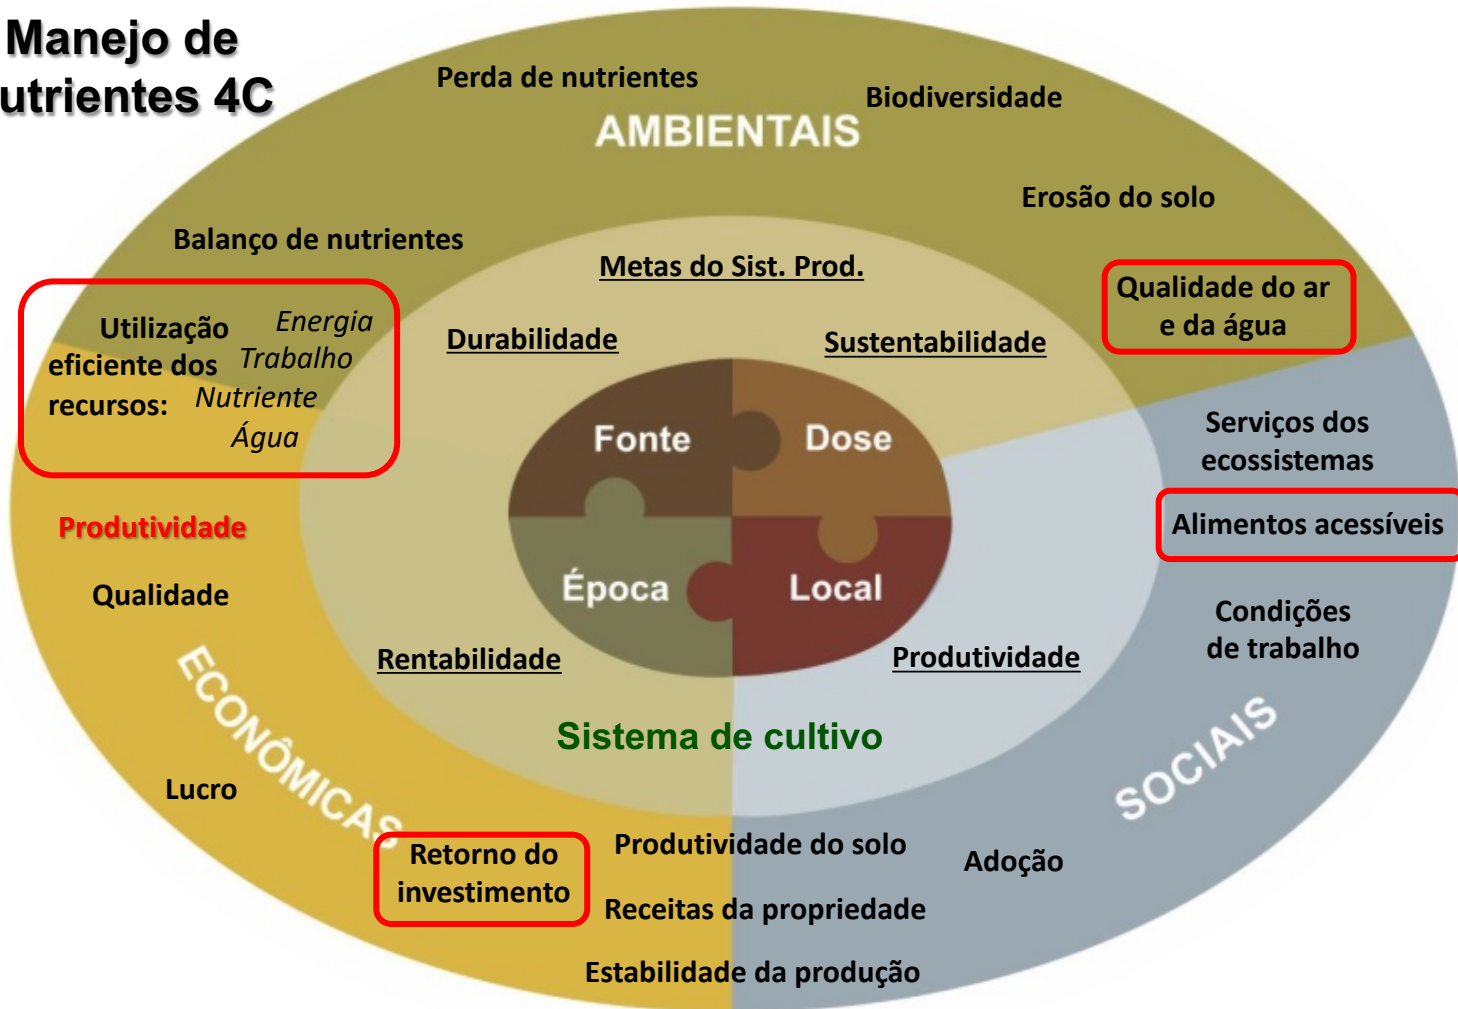 Manejo de
utrientes 4C
Perda de nutrientes
Biodiversidade
AMBIENTAIS
Erosão do solo
Balanço de nutrientes
Metas do Sist. Prod.
Qualidade do ar
e da água
Utilização Energia
eficiente dos Trabalho
recursos: Nutriente
Água
Durabilidade
Sustentabilidade
Fonte
Dose
Serviços dos
ecossistemas
Produtividade
Alimentos acessíveis
Qualidade
Época
Local
Condições
de trabalho
Rentabilidade
Produtividade
ECONÔMICAS
Sistema de cultivo
SOCIAIS
Lucro
Retorno do
investimento
Produtividade do solo
Adoção
Receitas da propriedade
Estabilidade da produção